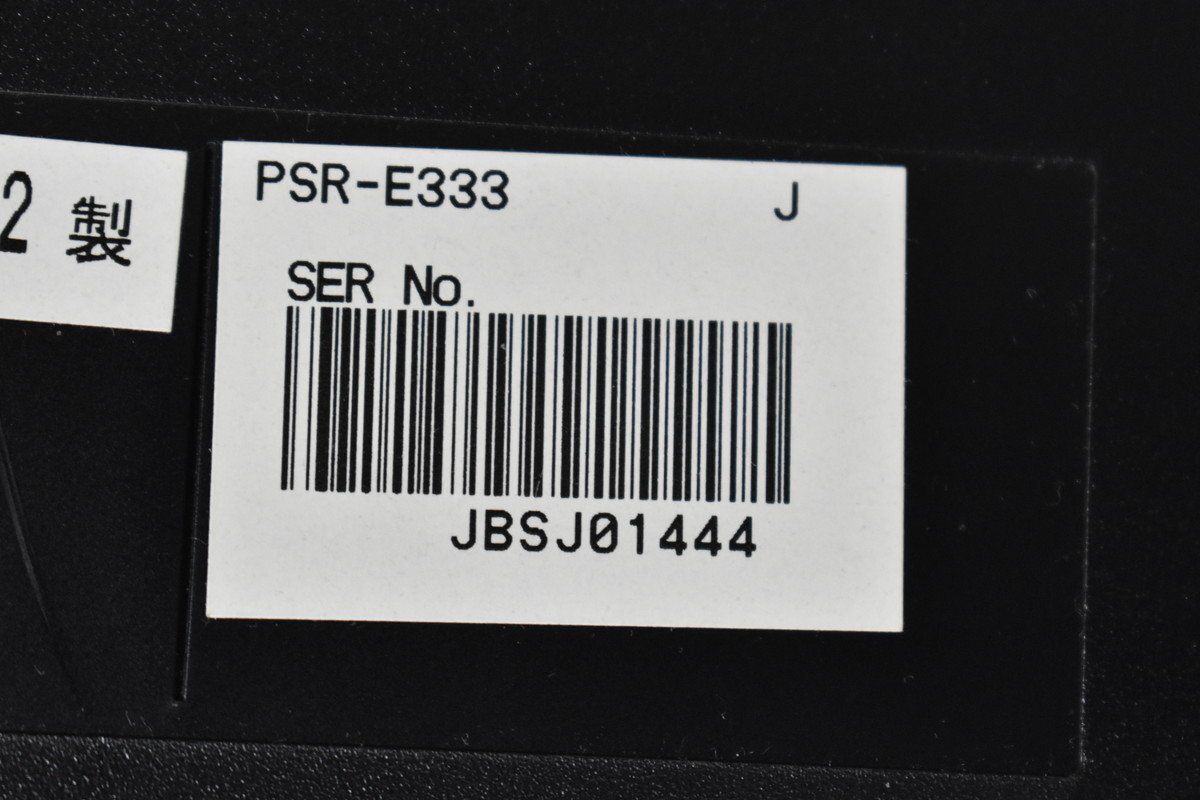 2 製
PSR-E333 J
SER No.
JBSJ01444